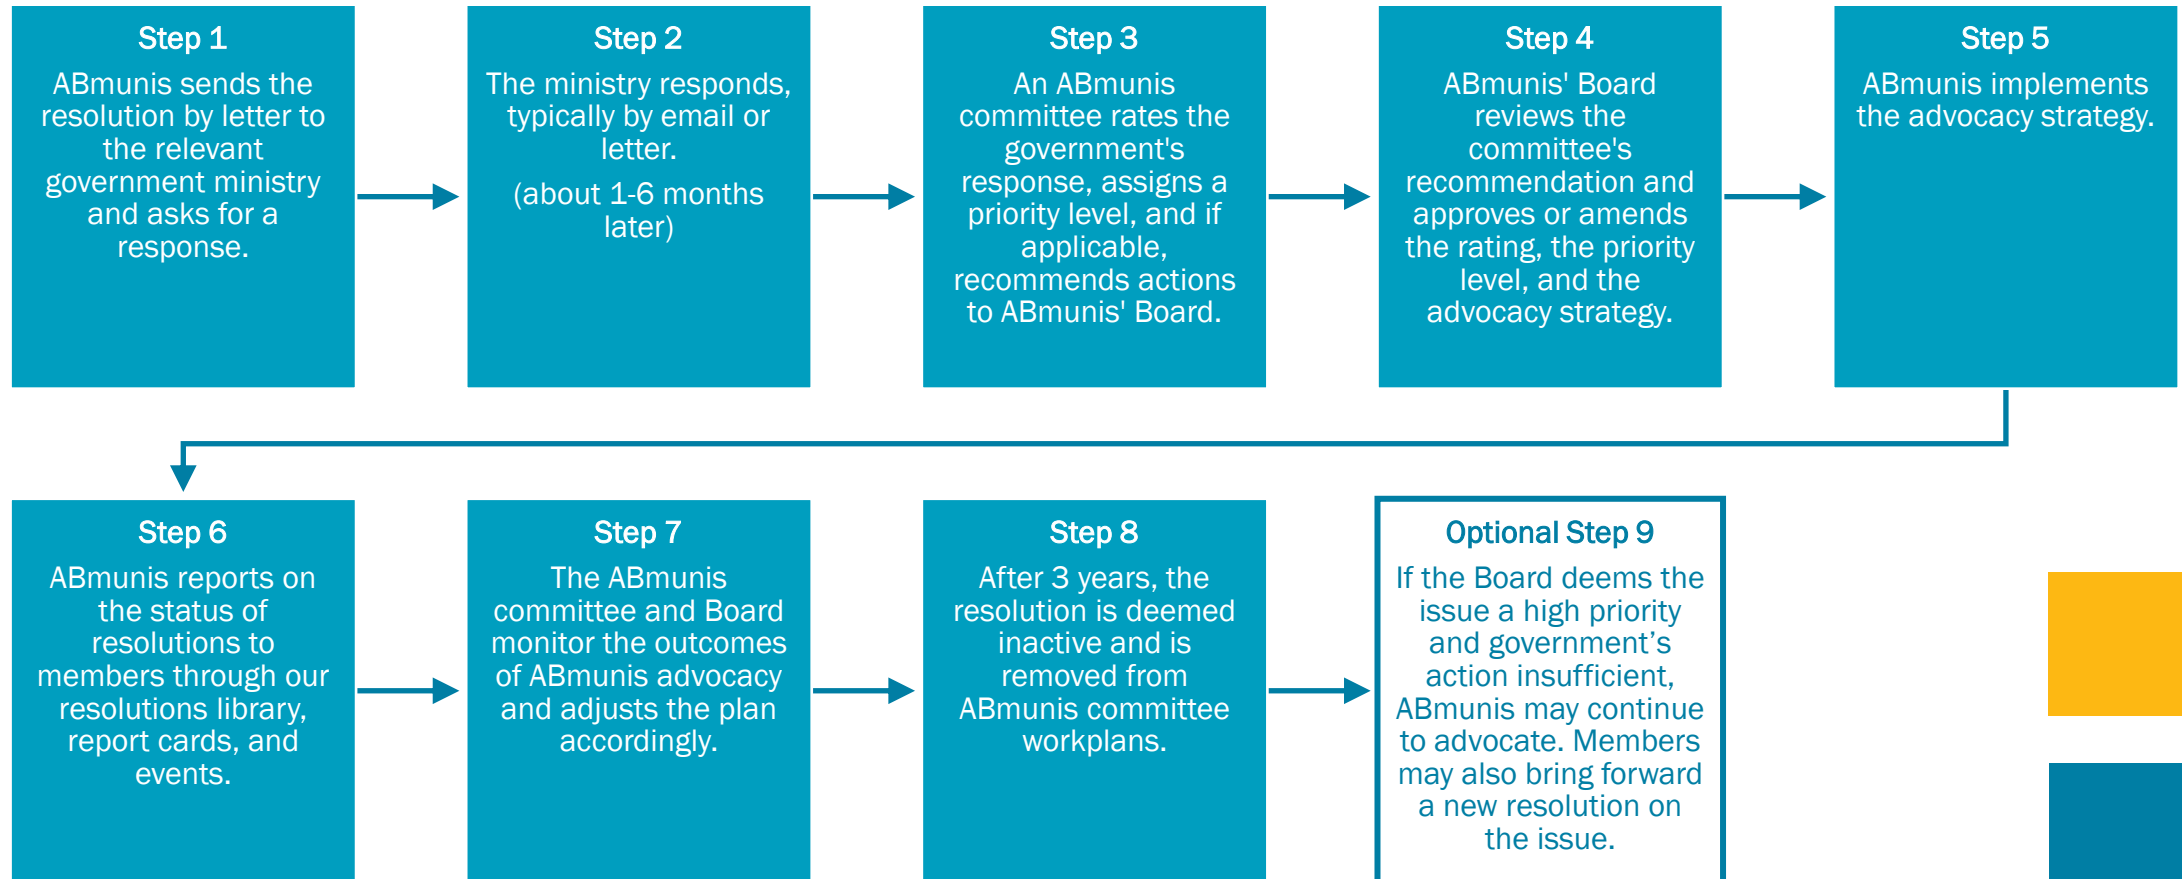 Step 1
ABmunis sends the
resolution by letter to
the relevant
government ministry
and asks for a
response.
Step 2
The ministry responds,
typically by email or
letter.
(about 1-6 months
later)
Step 3
An ABmunis
committee rates the
government's
response, assigns a
priority level, and if
applicable,
recommends actions
to ABmunis' Board.
Step 4
ABmunis' Board
reviews the
committee's
recommendation and
approves or amends
the rating, the priority
level, and the
advocacy strategy.
Step 5
ABmunis implements
the advocacy strategy.
Step 6
ABmunis reports on
the status of
resolutions to
members through our
resolutions library,
report cards, and
events.
Step 7
The ABmunis
committee and Board
monitor the outcomes
of ABmunis advocacy
and adjusts the plan
accordingly.
Step 8
After 3 years, the
resolution is deemed
inactive and is
removed from
ABmunis committee
workplans.
Optional Step 9
If the Board deems the
issue a high priority
and government’s
action insufficient,
ABmunis may continue
to advocate. Members
may also bring forward
a new resolution on
the issue.